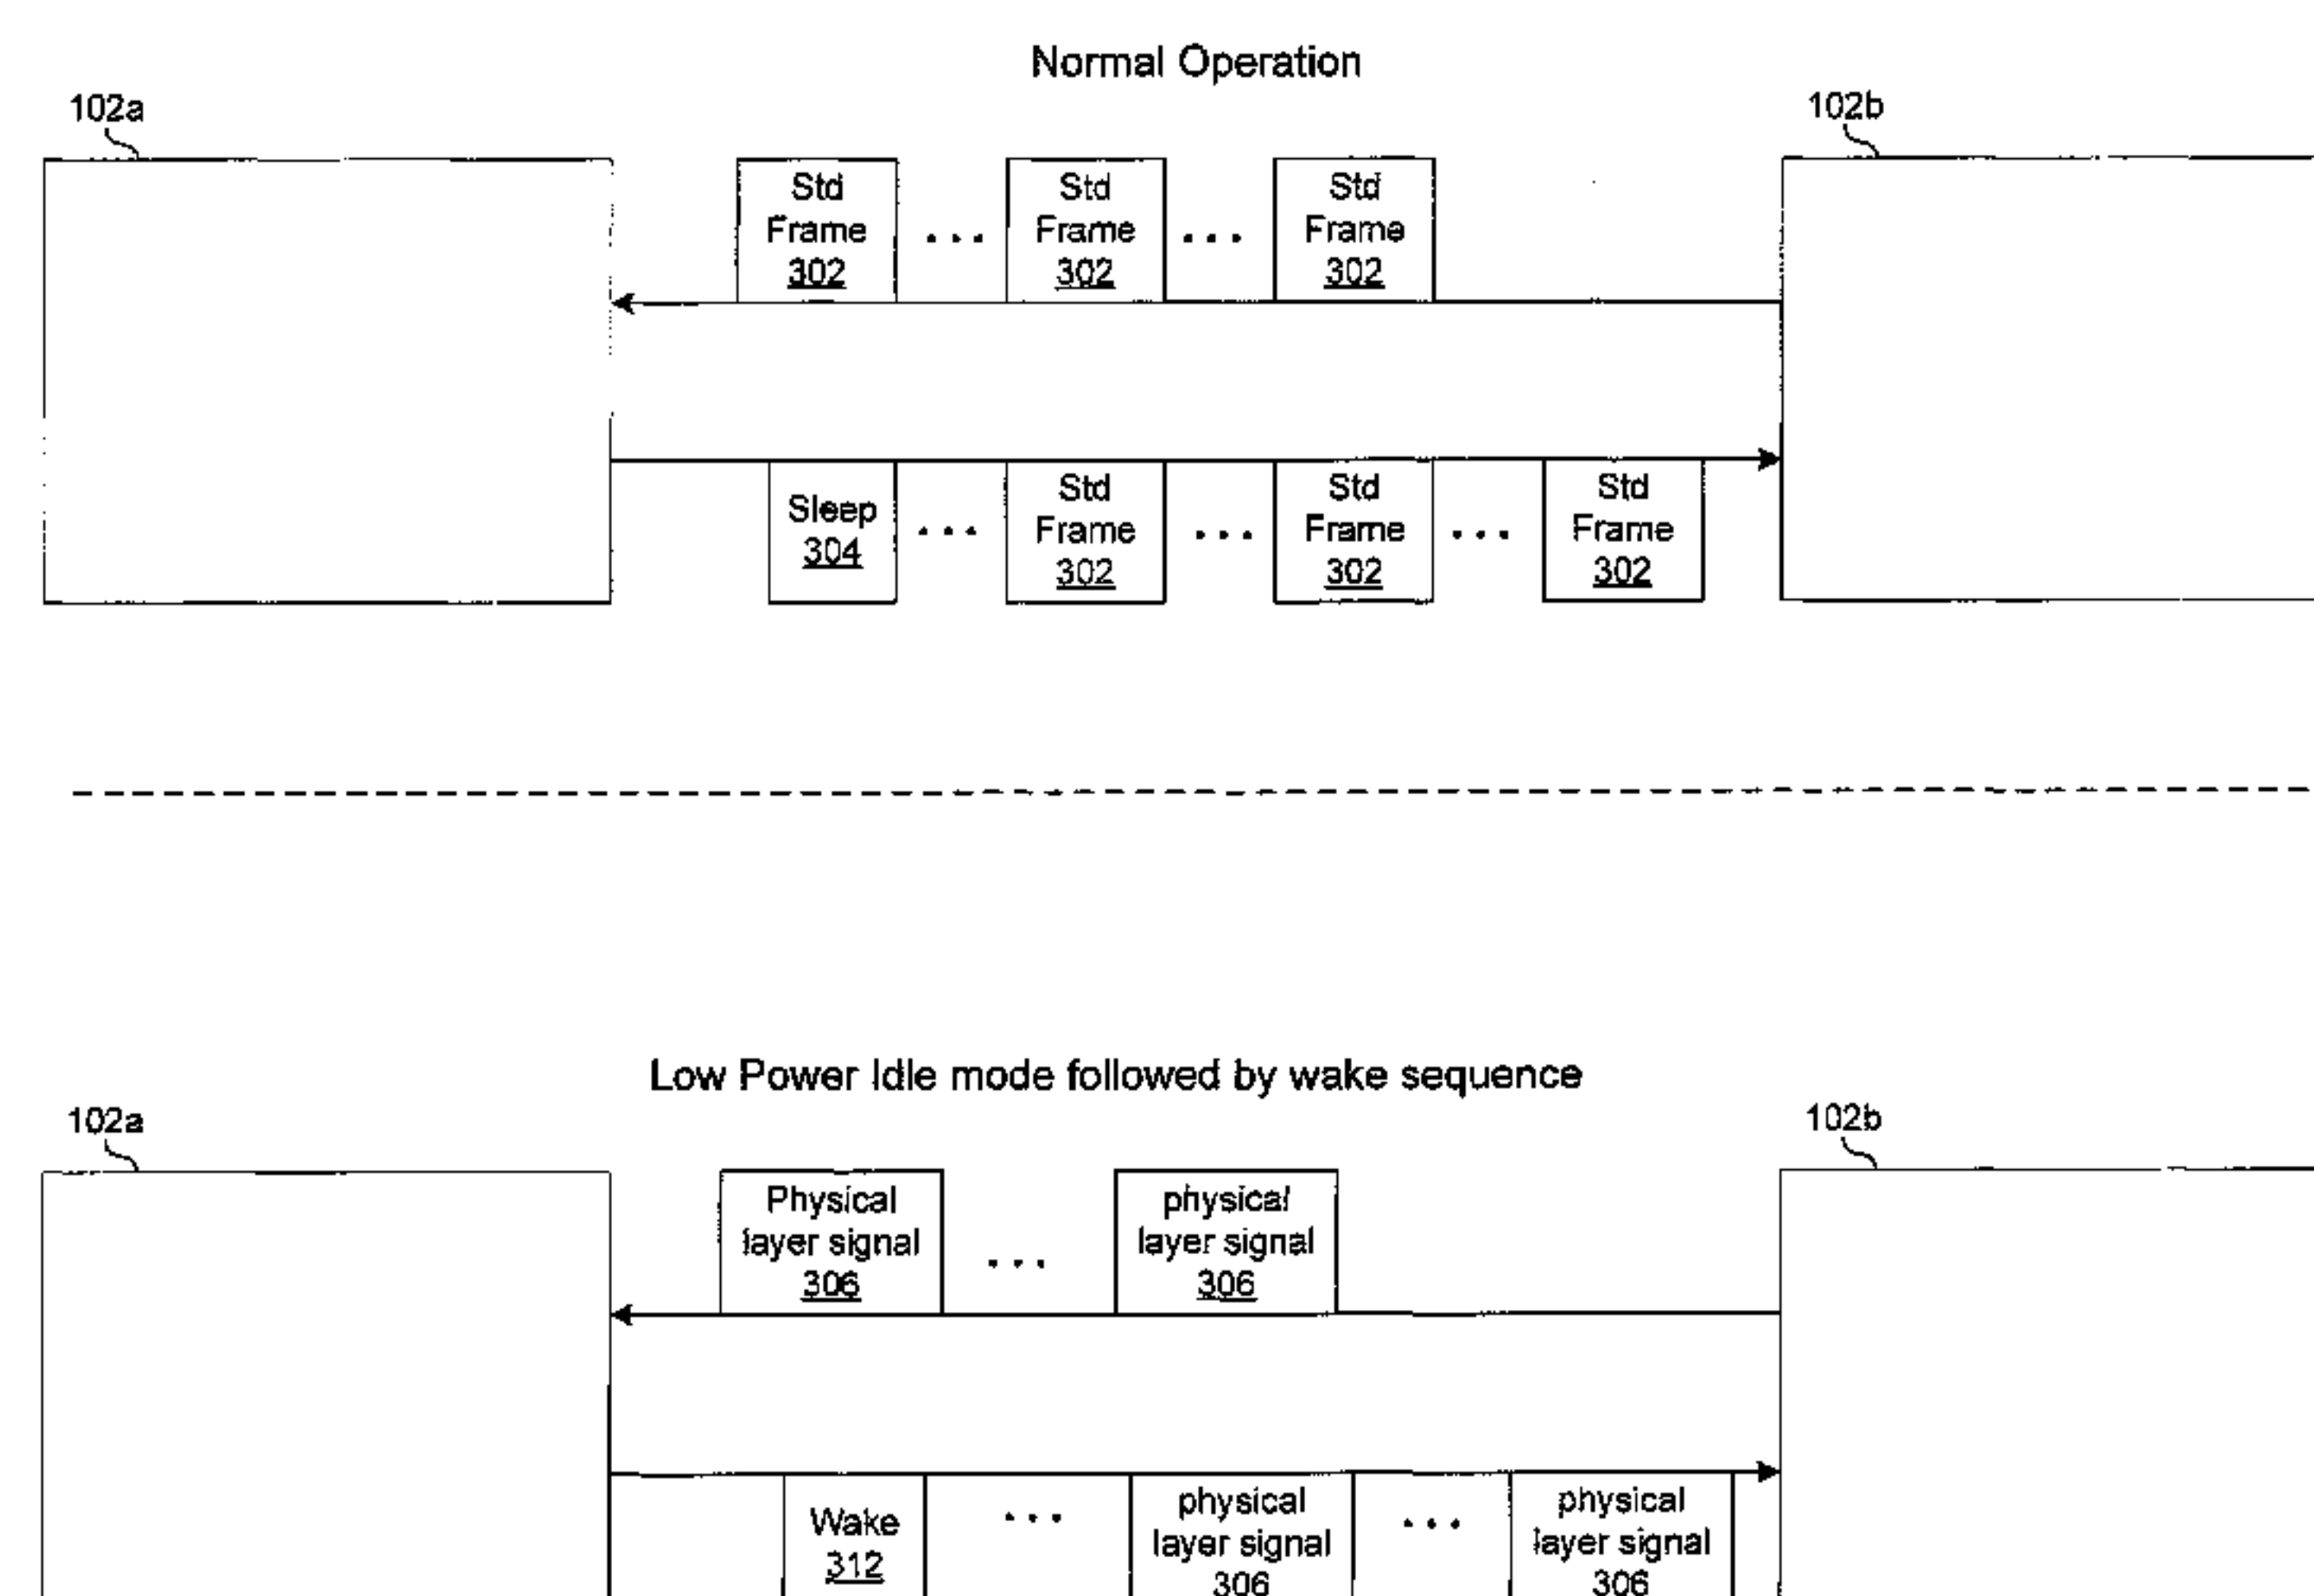 Normal Operation
102a
102b
Std
Frame
302
...
Std
Frame
302
...
Std
Frame
302
Sleep
304
...
Std
Frame
302
...
Std
Frame
302
...
Std
Frame
302
Low Power Idle mode followed by wake sequence
102a
102b
Physical
layer signal
306
...
physical
layer signal
306
Wake
312
...
physical
layer signal
306
...
physical
layer signal
306